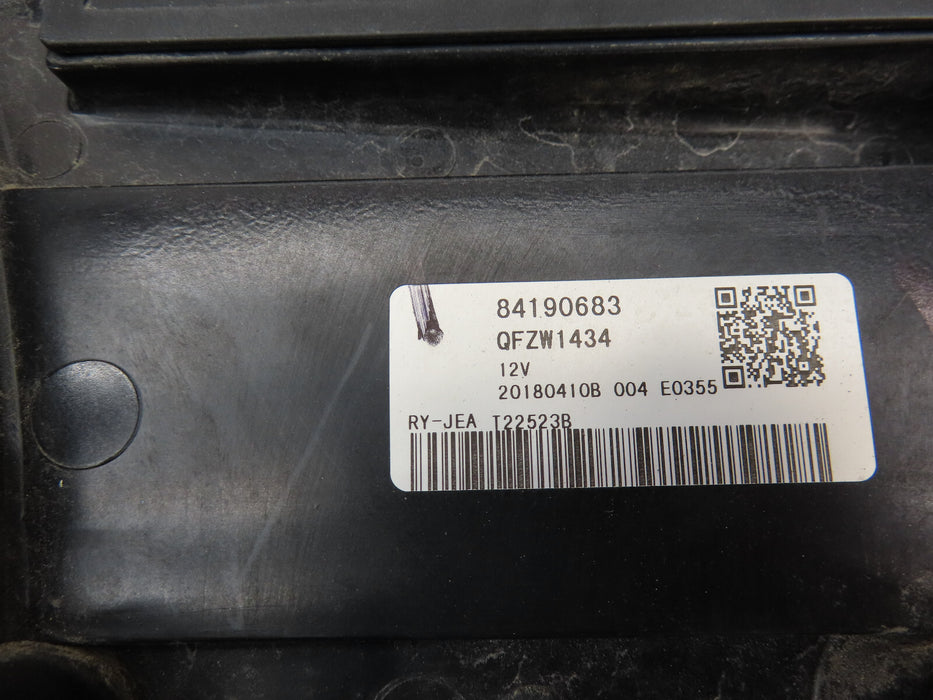 84190683
QFZW1434
12V
20180410B 004 E0355
RY-JEA T22523B